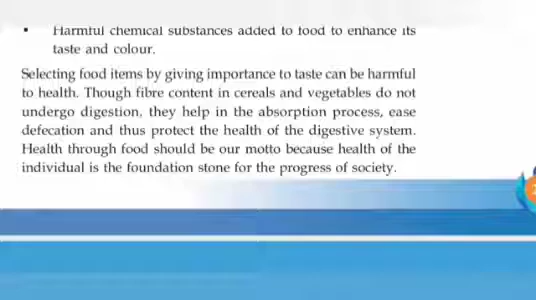 ▪ Harmful chemical substances added to food to enhance its
taste and colour.
Selecting food items by giving importance to taste can be harmful
to health. Though fibre content in cereals and vegetables do not
undergo digestion, they help in the absorption process, ease
defecation and thus protect the health of the digestive system.
Health through food should be our motto because health of the
individual is the foundation stone for the progress of society.